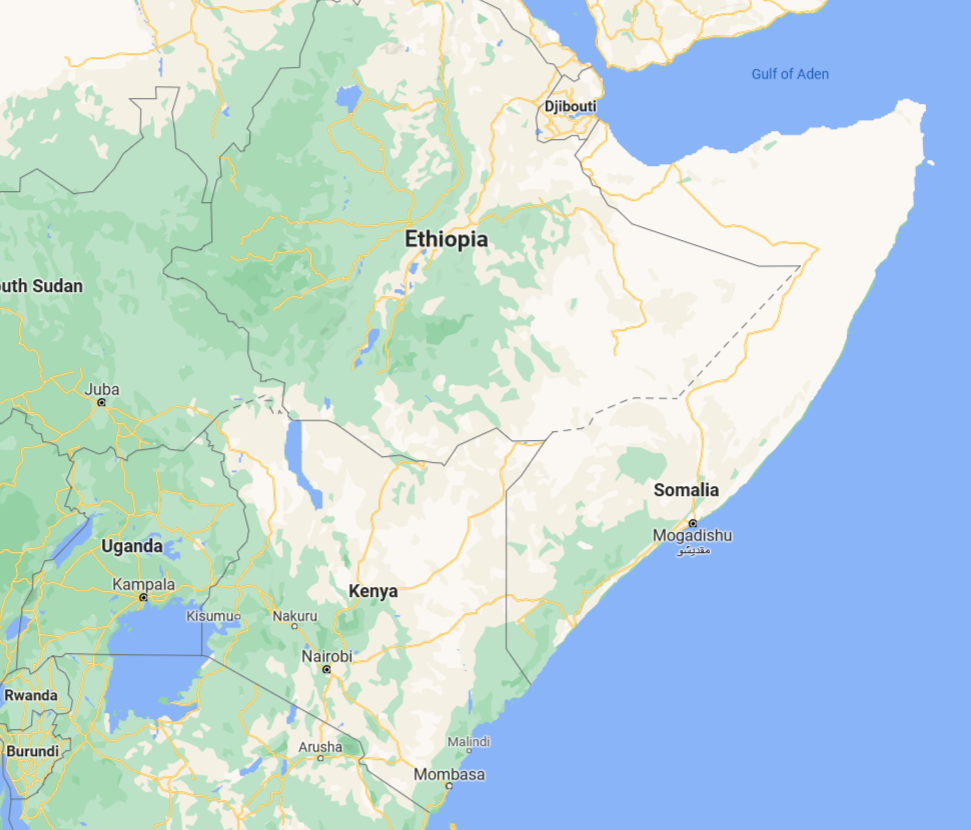 Gulf of Aden
Djibouti
Ethiopia
outh Sudan
Juba
Somalia
Mogadishu
مقديشو
Uganda
Kampala
Kenya
Kisumu
Nakuru
Nairobi
Rwanda
Burundi
Arusha
Malindi
Mombasa